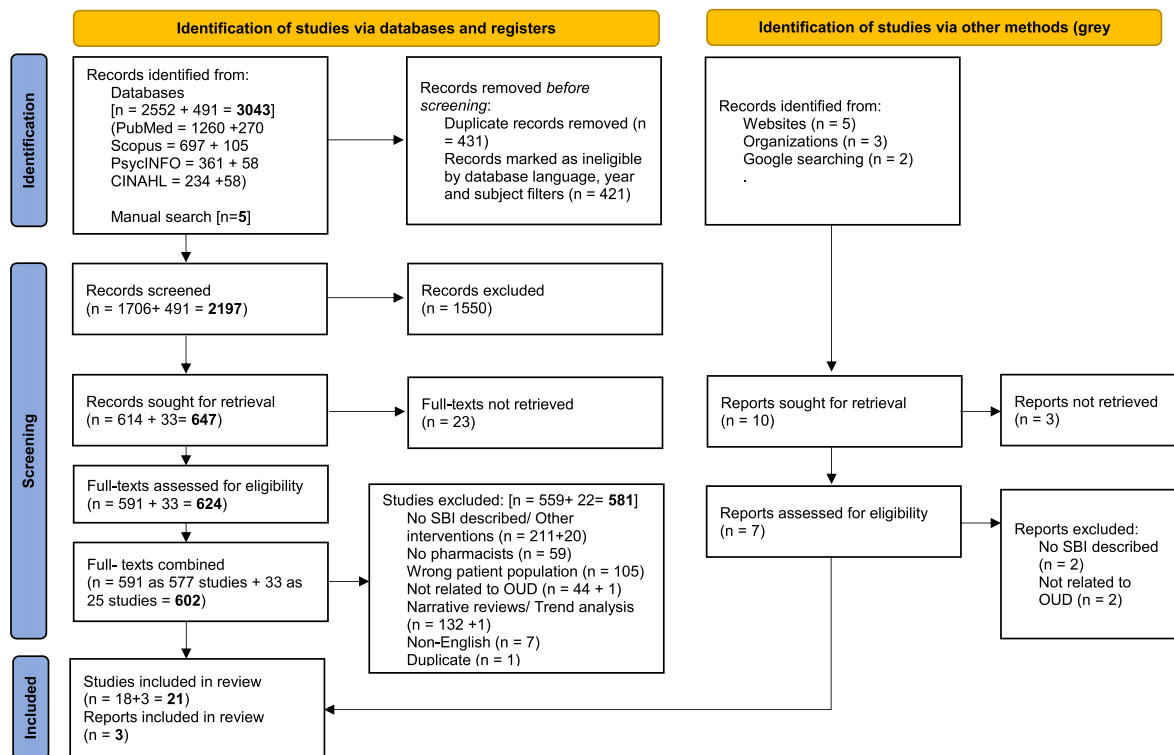 Identification of studies via databases and registers
Identification of studies via other methods (grey
Identification
Records identified from:
Databases
[n = 2552 + 491 = 3043]
(PubMed = 1260 +270
Scopus = 697 + 105
PsycINFO = 361 + 58
CINAHL = 234 +58)
Manual search [n=5]
Records removed before
screening:
Duplicate records removed (n
= 431)
Records marked as ineligible
by database language, year
and subject filters (n = 421)
Records identified from:
Websites (n = 5)
Organizations (n = 3)
Google searching (n = 2)
.
Screening
Records screened
(n = 1706+ 491 = 2197)
Records excluded
(n = 1550)
Records sought for retrieval
(n = 614 + 33= 647)
Full-texts not retrieved
(n = 23)
Reports sought for retrieval
(n = 10)
Reports not retrieved
(n = 3)
Full-texts assessed for eligibility
(n = 591 + 33 = 624)
Full- texts combined
(n = 591 as 577 studies + 33 as
25 studies = 602)
Studies excluded: [n = 559+ 22= 581]
No SBI described/ Other
interventions (n = 211+20)
No pharmacists (n = 59)
Wrong patient population (n = 105)
Not related to OUD (n = 44 + 1)
Narrative reviews/ Trend analysis
(n = 132 +1)
Non-English (n = 7)
Duplicate (n = 1)
Reports assessed for eligibility
(n = 7)
Reports excluded:
No SBI described
(n = 2)
Not related to
OUD (n = 2)
Included
Studies included in review
(n = 18+3 = 21)
Reports included in review
(n = 3)